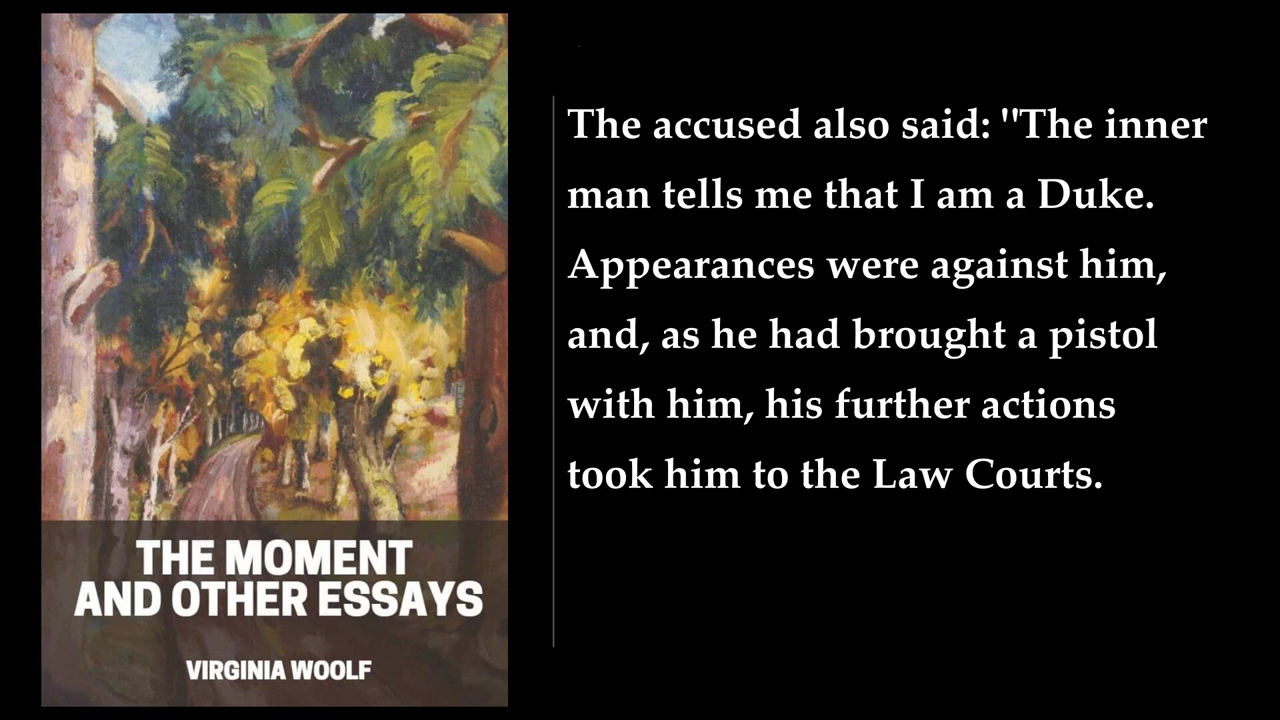 The accused also said: "The inner
man tells me that I am a Duke.
Appearances were against him,
and, as he had brought a pistol
with him, his further actions
took him to the Law Courts.
THE MOMENT
AND OTHER ESSAYS
VIRGINIA WOOLF